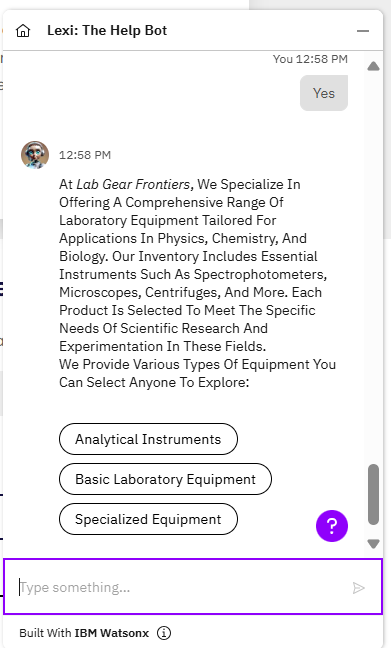 Lexi: The Help Bot
You 12:58 PM
Yes
12:58 PM
At Lab Gear Frontiers, We Specialize In
Offering A Comprehensive Range Of
Laboratory Equipment Tailored For
Applications In Physics, Chemistry, And
Biology. Our Inventory Includes Essential
Instruments Such As Spectrophotometers,
Microscopes, Centrifuges, And More. Each
Product Is Selected To Meet The Specific
Needs Of Scientific Research And
Experimentation In These Fields.
We Provide Various Types Of Equipment You
Can Select Anyone To Explore:
Analytical Instruments
Basic Laboratory Equipment
Specialized Equipment
?
Type something...
Built With IBM Watsonx